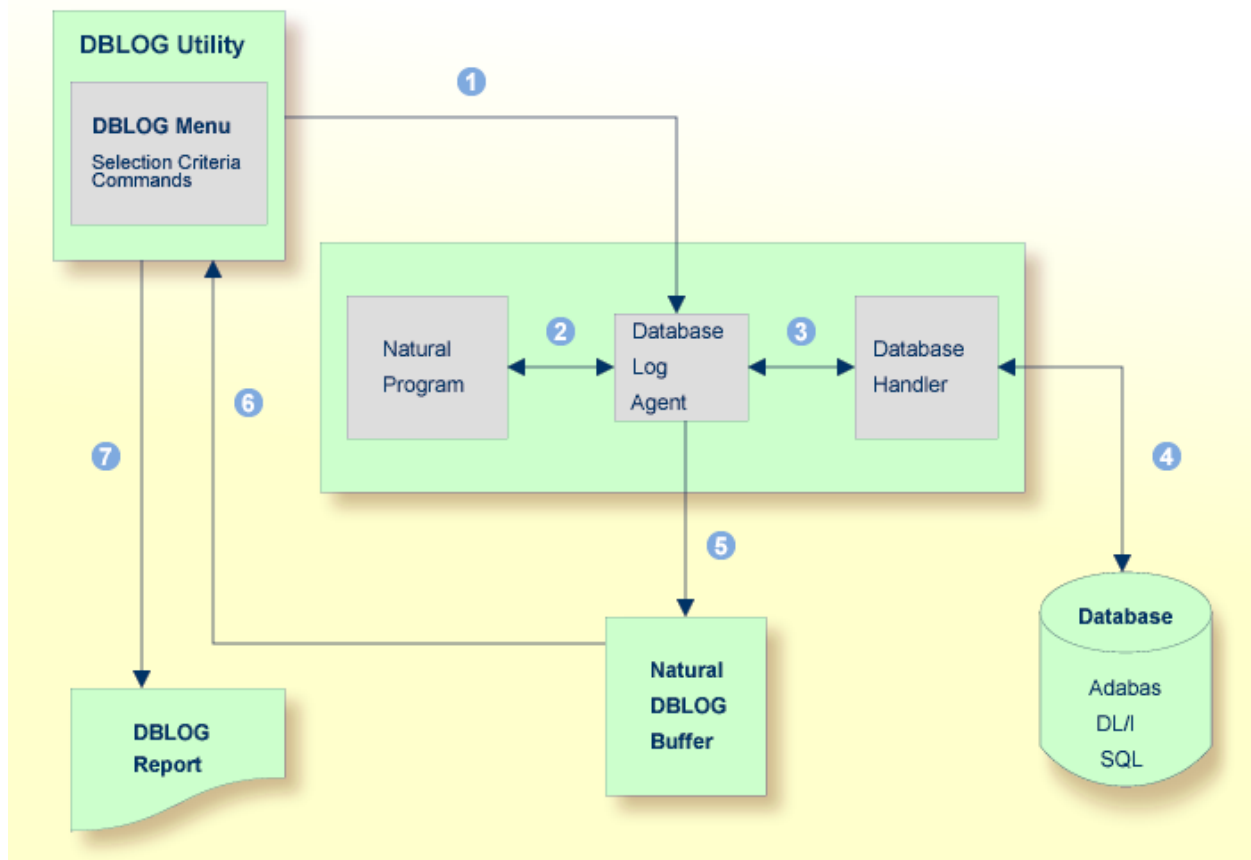 DBLOG Utility
DBLOG Menu
Selection Criteria
Commands
1
Natural
Program
2
Database
Log
Agent
3
Database
Handler
6
7
4
5
Database
Adabas
DL/I
SQL
Natural
DBLOG
Buffer
DBLOG
Report